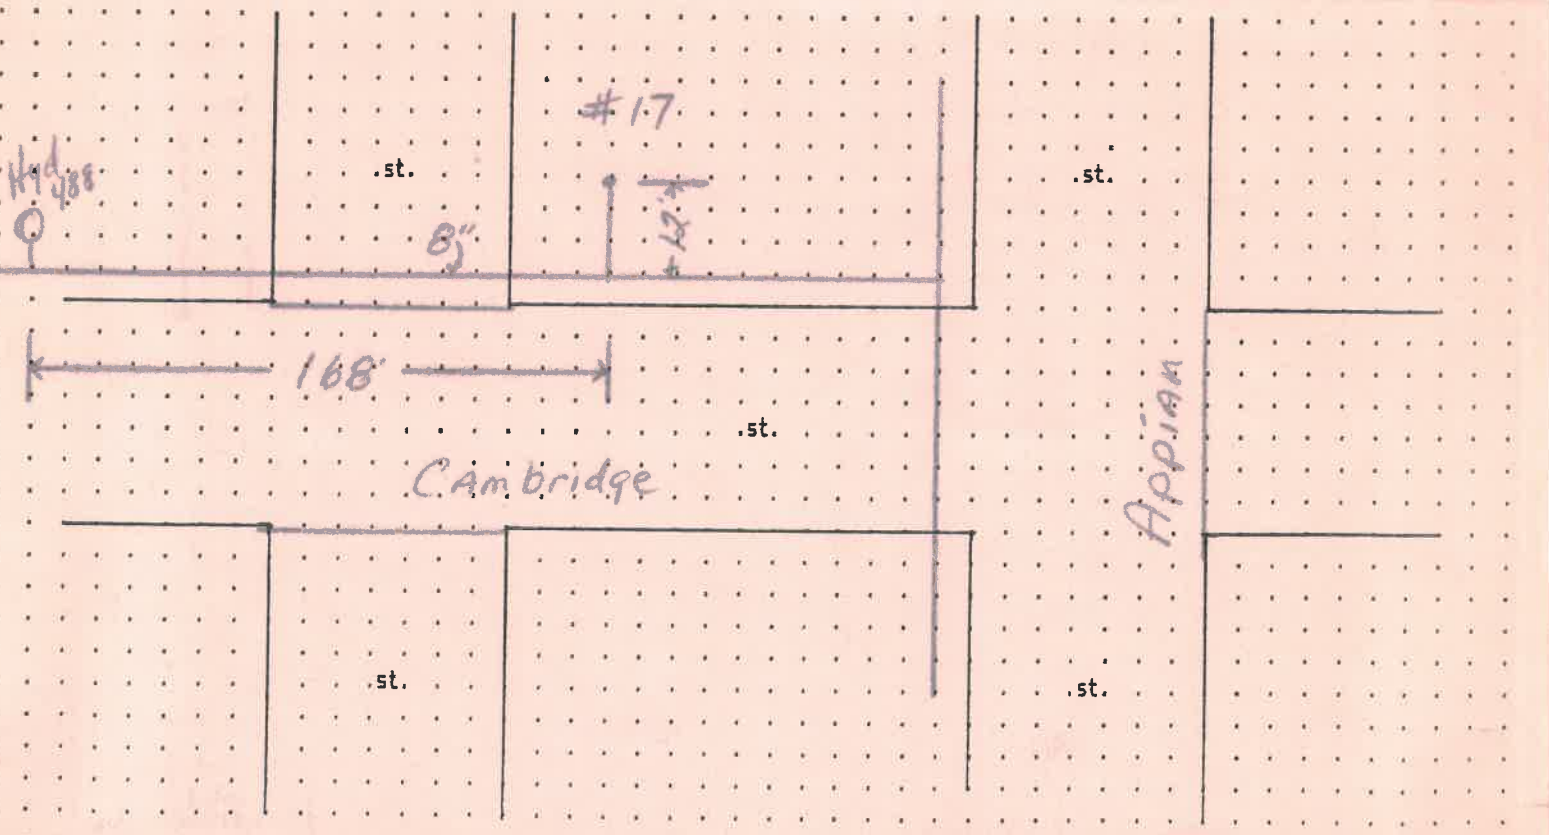 #17
Hyd
488
.st.
.st.
8"
12'
168'
.st.
Cambridge
Appian
.st.
.st.